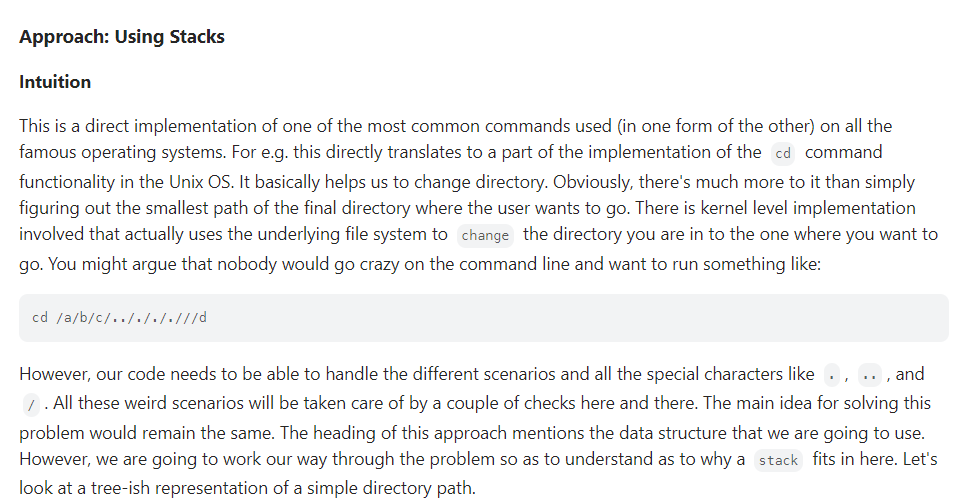 Approach: Using Stacks
Intuition
This is a direct implementation of one of the most common commands used (in one form of the other) on all the
famous operating systems. For e.g. this directly translates to a part of the implementation of the cd command
functionality in the Unix OS. It basically helps us to change directory. Obviously, there's much more to it than simply
figuring out the smallest path of the final directory where the user wants to go. There is kernel level implementation
involved that actually uses the underlying file system to change the directory you are in to the one where you want to
go. You might argue that nobody would go crazy on the command line and want to run something like:
cd /a/b/c/.././././///d
However, our code needs to be able to handle the different scenarios and all the special characters like . , .. , and
/ . All these weird scenarios will be taken care of by a couple of checks here and there. The main idea for solving this
problem would remain the same. The heading of this approach mentions the data structure that we are going to use.
However, we are going to work our way through the problem so as to understand as to why a stack fits in here. Let's
look at a tree-ish representation of a simple directory path.